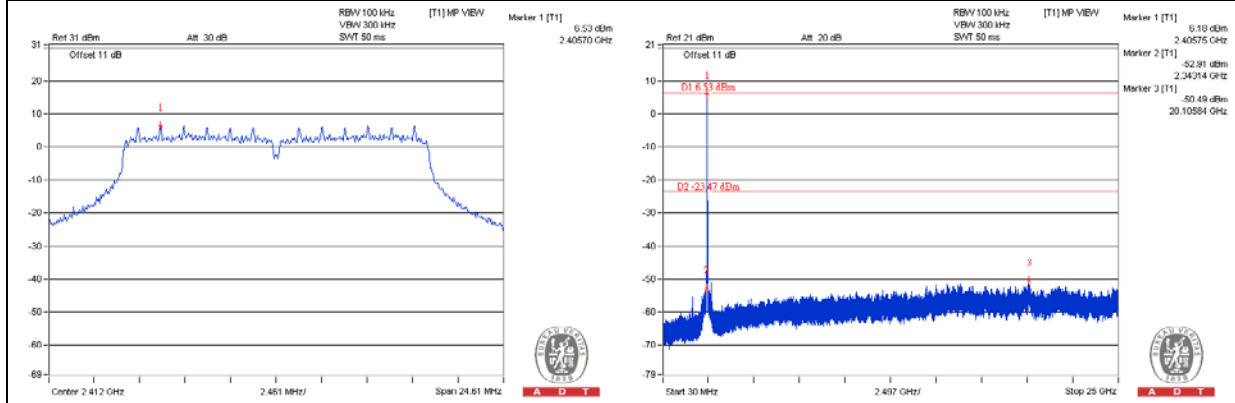 RBW 100 kHz
[T1] MP VIEW
Marker 1 [T1]
VBW 300 kHz
6.53 dBm
Ref 31 dBm
Att 30 dB
SWT 50 ms
2.40570 GHz
31
Offset 11 dB
20
10
1
0
-10
-20
-30
-40
-50
-60
-69
Center 2.412 GHz
2.461 MHz/
Span 24.61 MHz
BUREAU VERITAS
1828
A D T
RBW 100 kHz
[T1] MP VIEW
Marker 1 [T1]
VBW 300 kHz
6.18 dBm
Ref 21 dBm
Att 20 dB
SWT 50 ms
2.40575 GHz
21
Offset 11 dB
Marker 2 [T1]
-52.91 dBm
2.34314 GHz
10
1
D1 6.53 dBm
Marker 3 [T1]
-50.49 dBm
20.10584 GHz
0
-10
-20
D2 -23.47 dBm
-30
-40
2
3
-50
-60
-70
-79
Start 30 MHz
2.497 GHz/
Stop 25 GHz
BUREAU VERITAS
1828
A D T